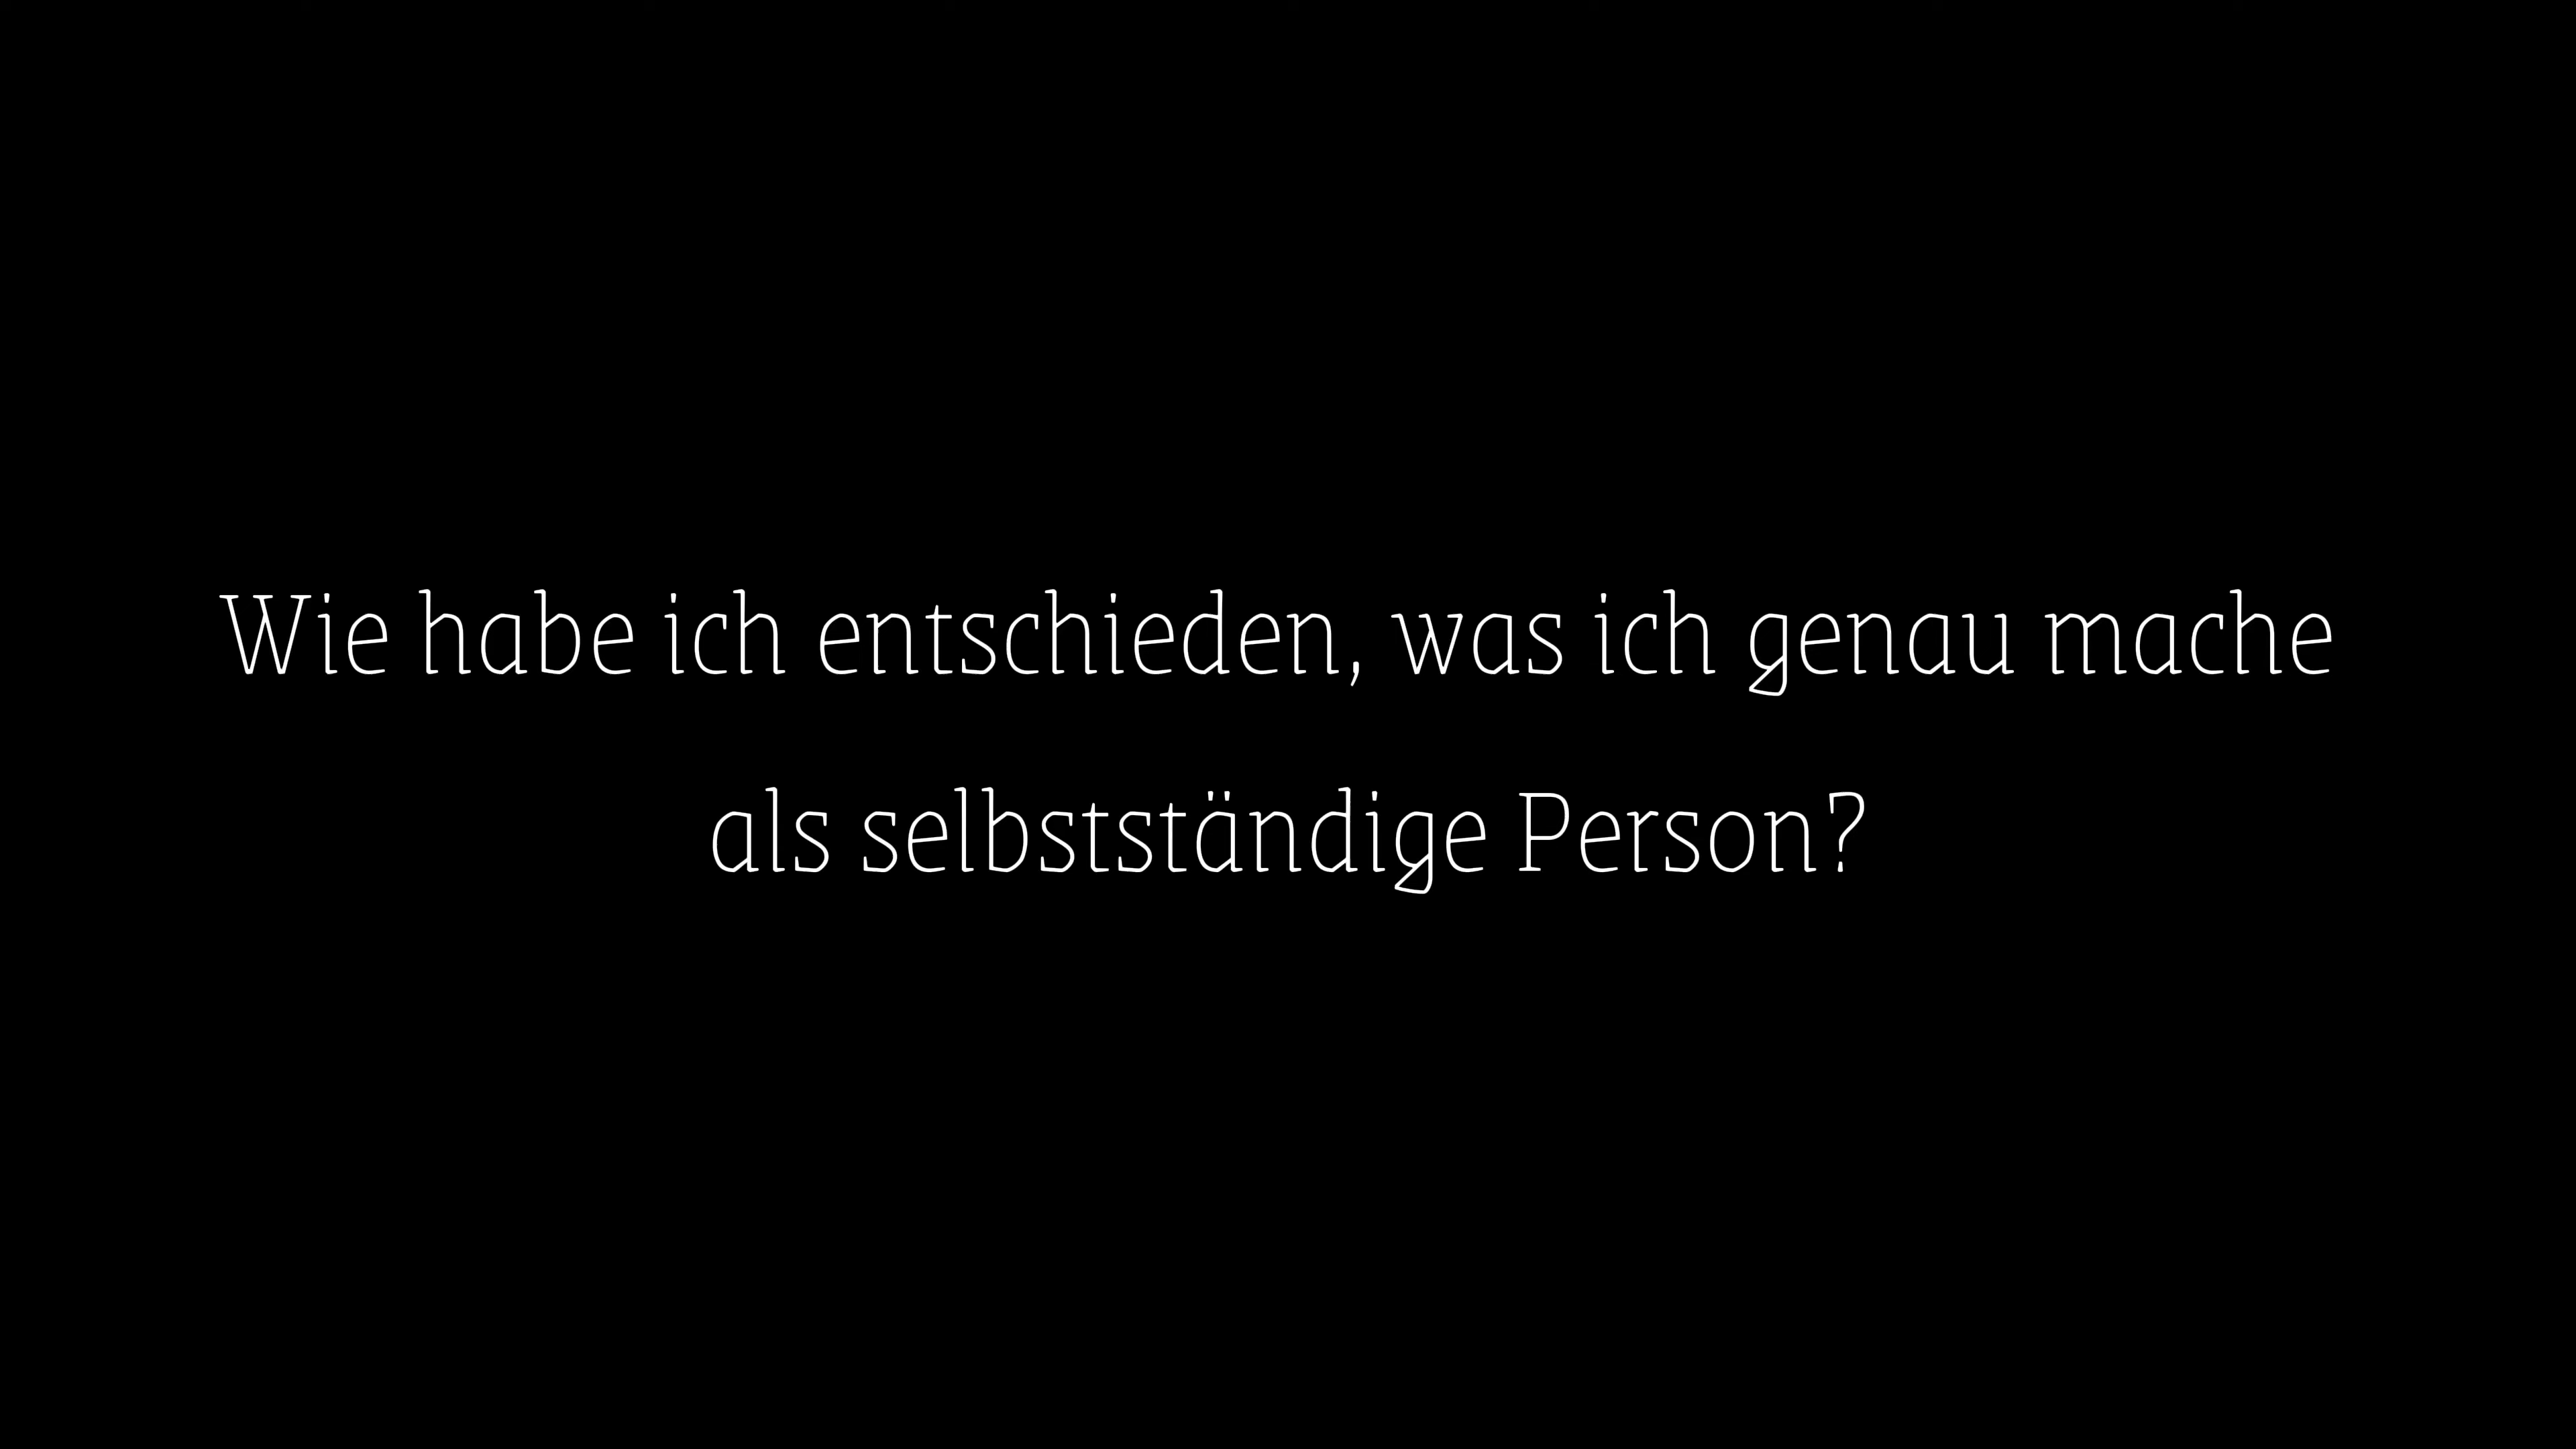 Wie habe ich entschieden, was ich genau mache
als selbstständige Person?